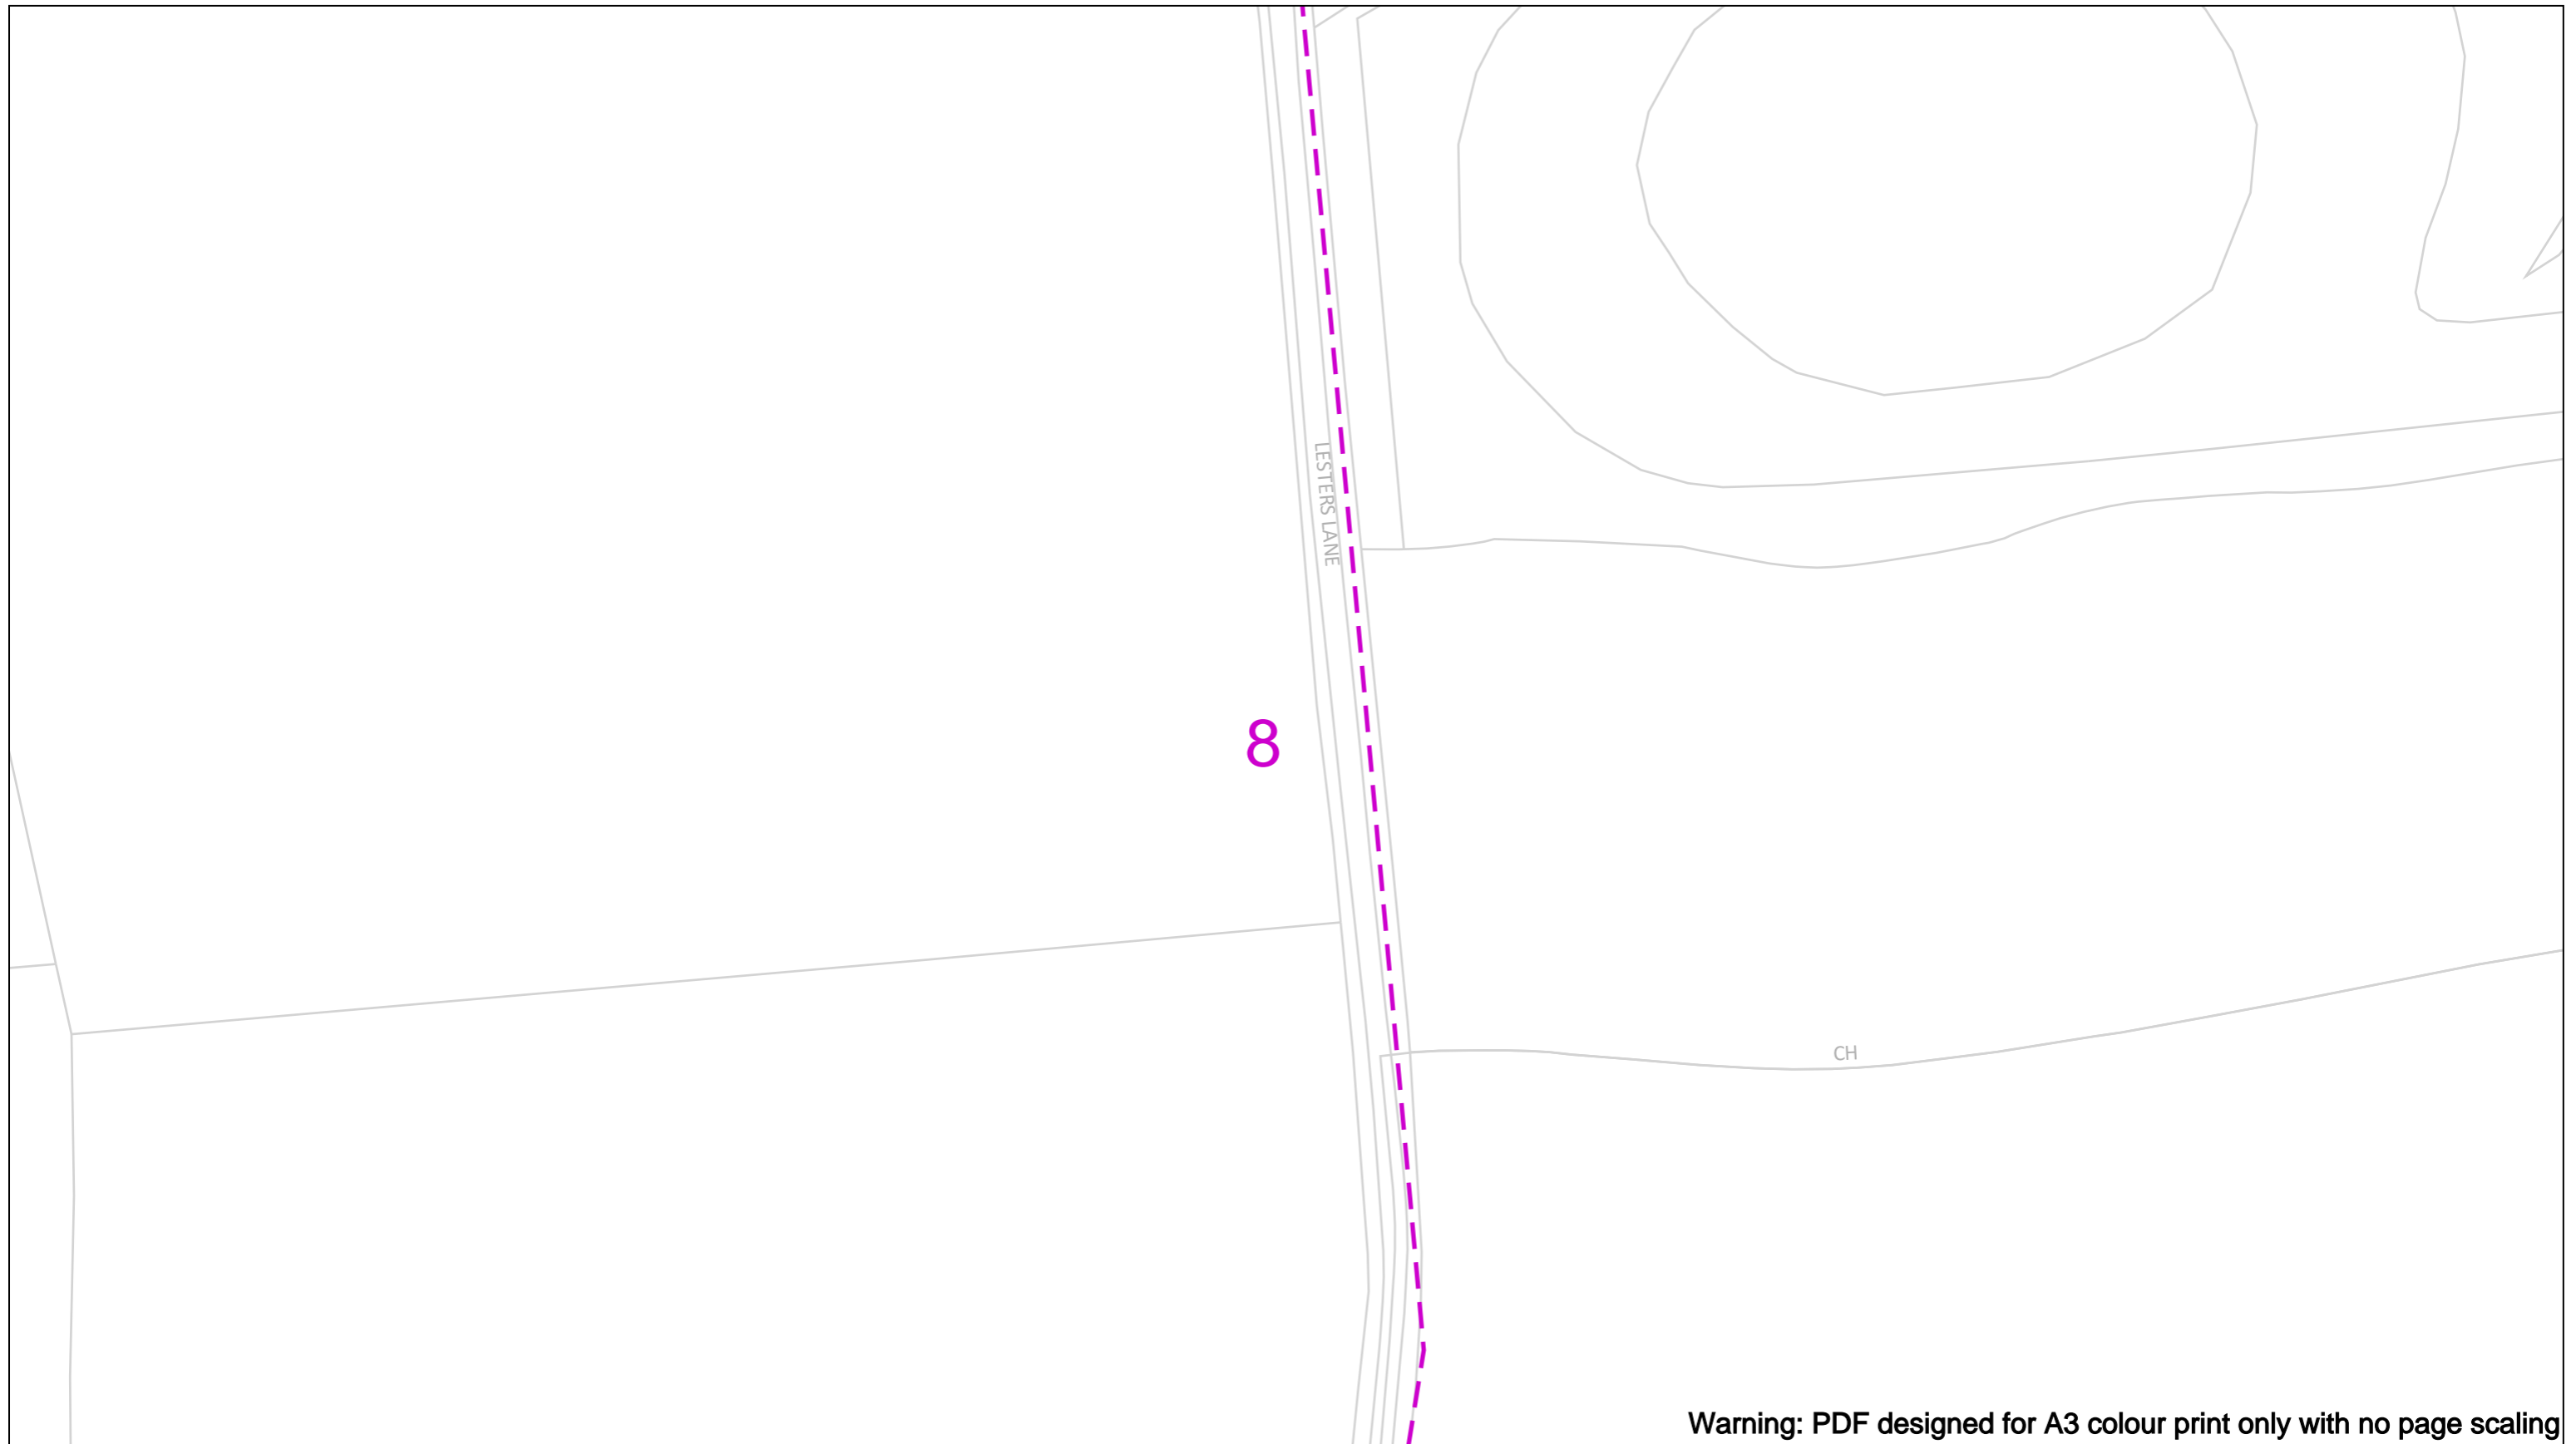 LESTERS LANE
8
CH
Warning: PDF designed for A3 colour print only with no page scaling